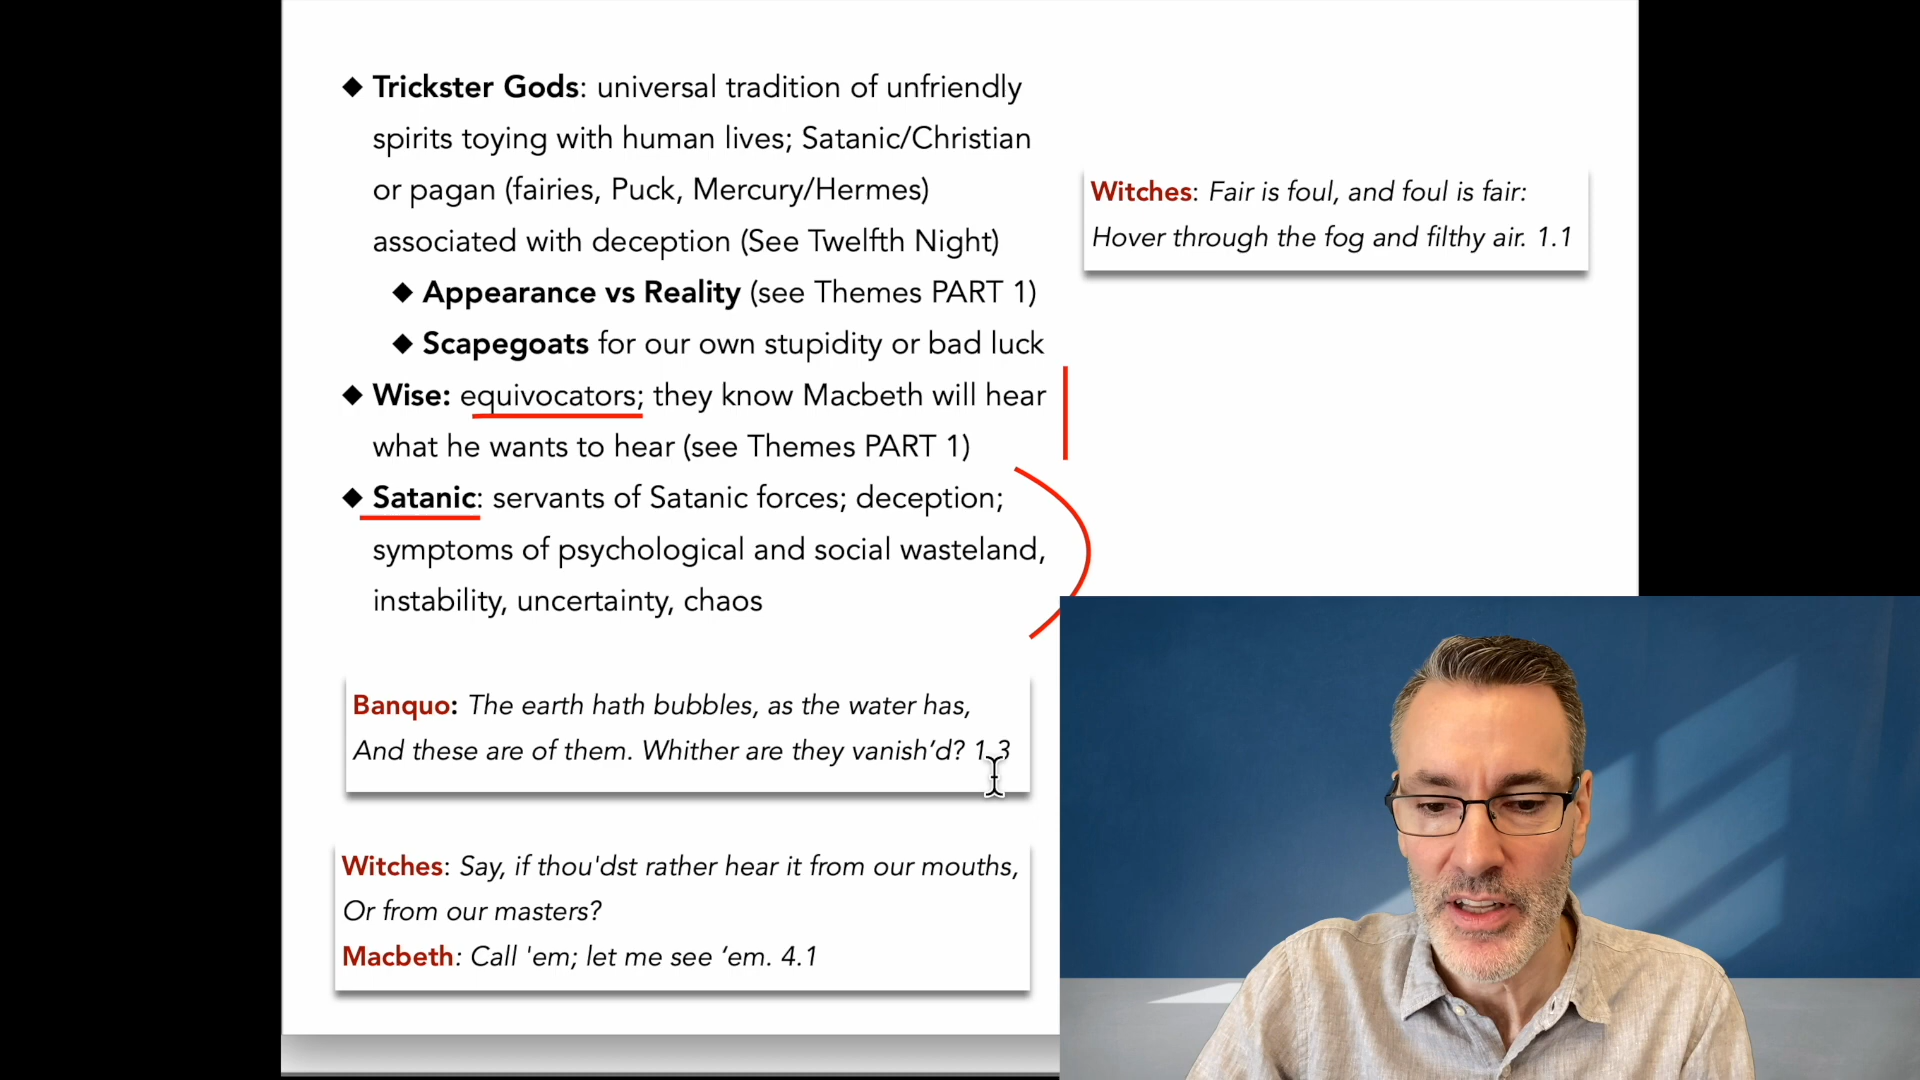 ◆ Trickster Gods: universal tradition of unfriendly
spirits toying with human lives; Satanic/Christian
or pagan (fairies, Puck, Mercury/Hermes)
associated with deception (See Twelfth Night)
◆ Appearance vs Reality (see Themes PART 1)
◆ Scapegoats for our own stupidity or bad luck
◆ Wise: equivocators; they know Macbeth will hear
what he wants to hear (see Themes PART 1)
◆ Satanic: servants of Satanic forces; deception;
symptoms of psychological and social wasteland,
instability, uncertainty, chaos
Banquo: The earth hath bubbles, as the water has,
And these are of them. Whither are they vanish’d? 1.3
Witches: Say, if thou'dst rather hear it from our mouths,
Or from our masters?
Macbeth: Call 'em; let me see ‘em. 4.1
Witches: Fair is foul, and foul is fair:
Hover through the fog and filthy air. 1.1